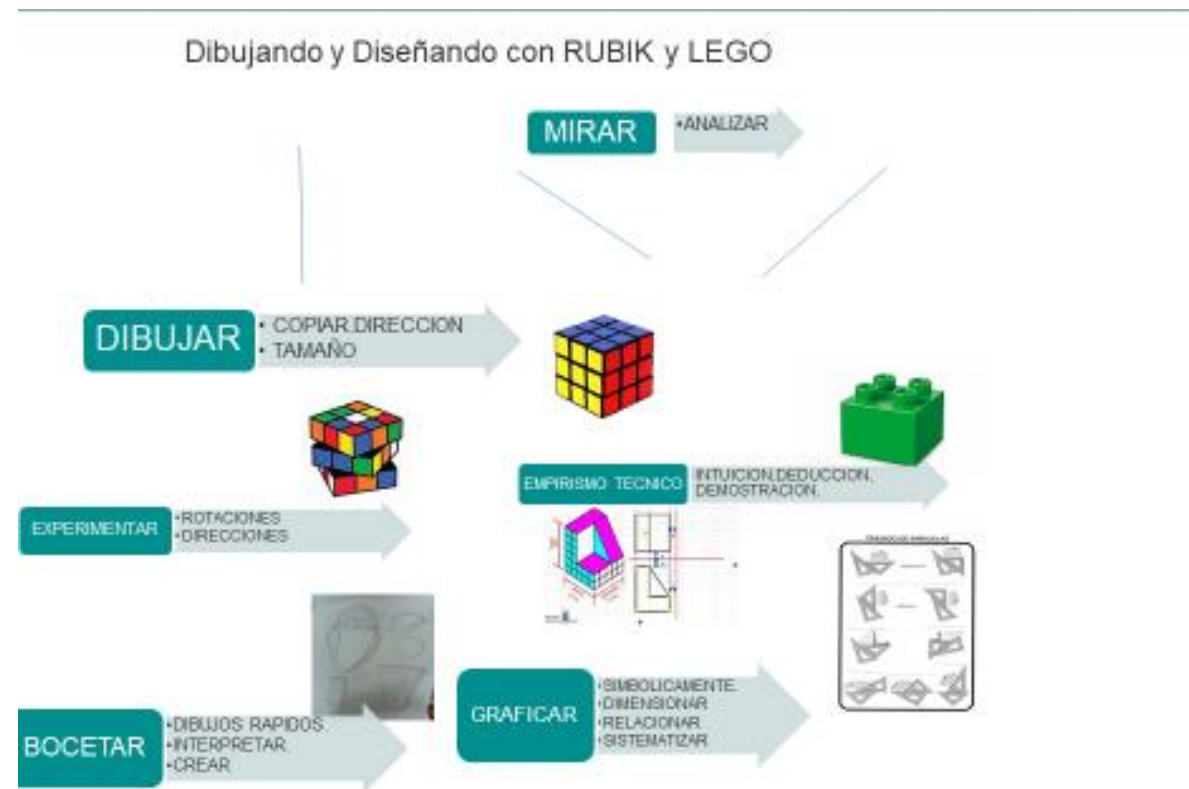 Dibujando y Diseñando con RUBIK y LEGO
MIRAR
•ANALIZAR
DIBUJAR
• COPIAR.DIRECCION
• TAMAÑO
EXPERIMENTAR
•ROTACIONES
•DIRECCIONES
EMPIRISMO TECNICO
INTUICION,DEDUCCION,
DEMOSTRACION.
BOCETAR
•DIBUJOS RAPIDOS.
•INTERPRETAR.
•CREAR
GRAFICAR
•SIMBOLICAMENTE.
•DIMENSIONAR
•RELACIONAR
•SISTEMATIZAR